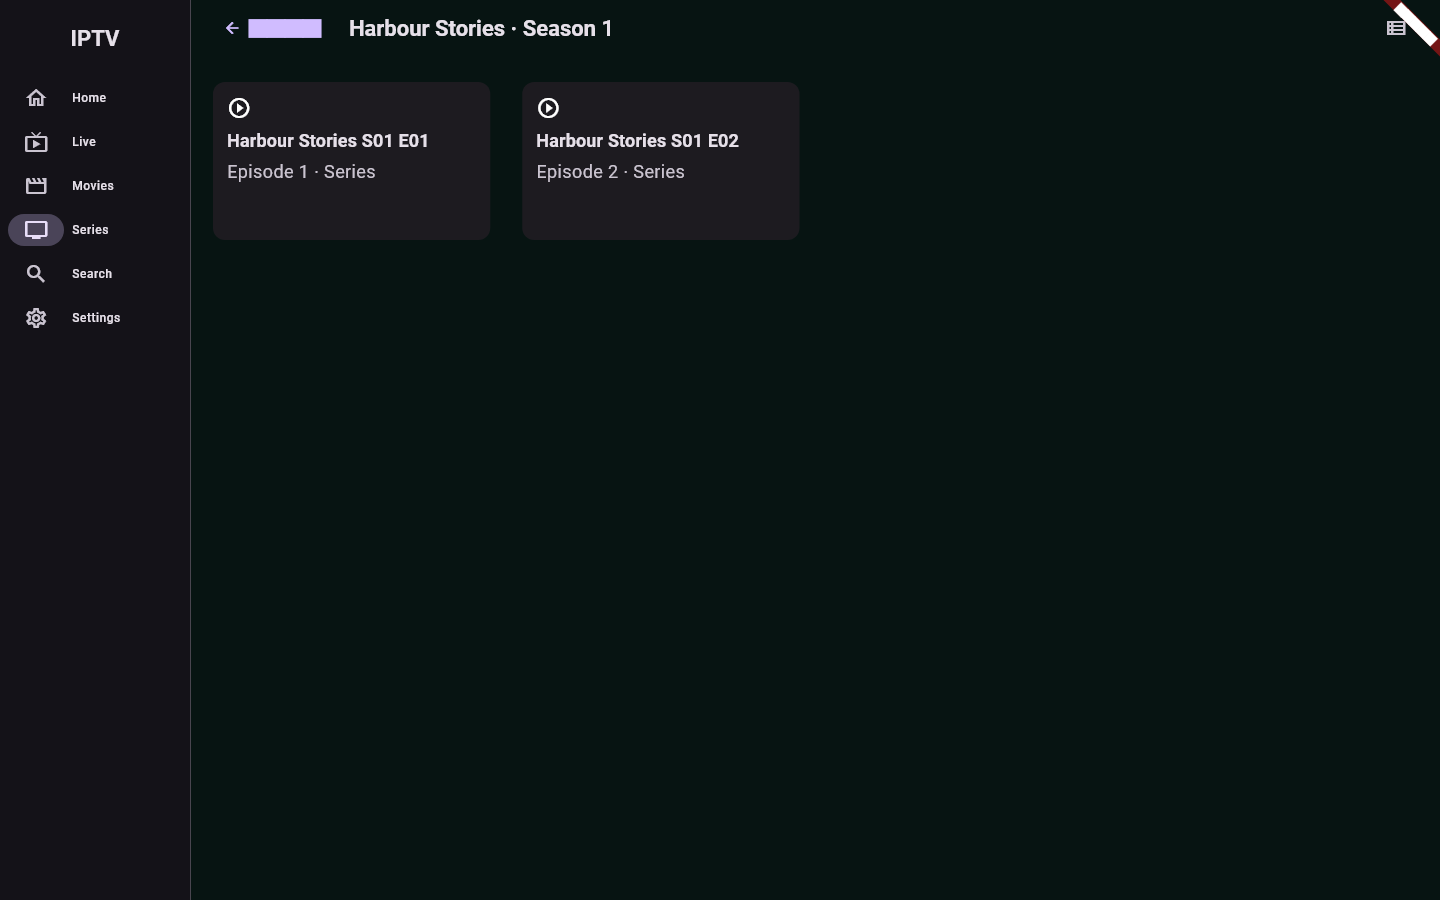 IPTV
Home
Live
Movies
Series
Search
Settings
Harbour Stories · Season 1
Harbour Stories S01 E01
Episode 1 · Series
Harbour Stories S01 E02
Episode 2 · Series